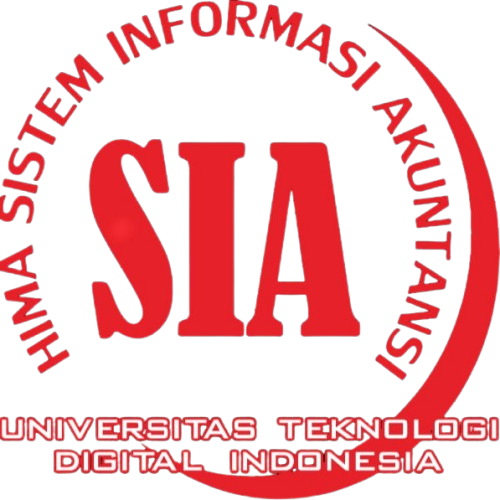 HIMA SISTEM INFORMASI AKUNTANSI
SIA
UNIVERSITAS TEKNOLOGI
DIGITAL INDONESIA